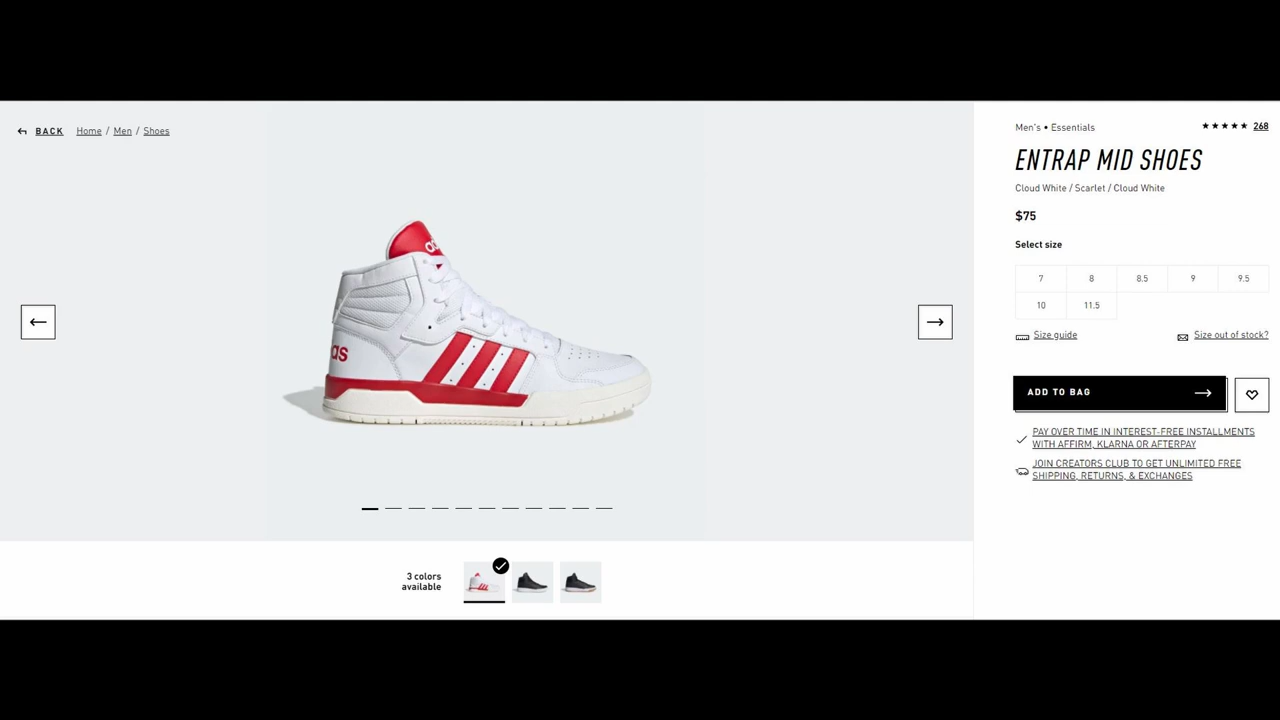 BACK Home / Men / Shoes
Men's • Essentials
268
ENTRAP MID SHOES
Cloud White / Scarlet / Cloud White
$75
Select size
7 8 8.5 9 9.5
10 11.5
Size guide
Size out of stock?
ADD TO BAG
PAY OVER TIME IN INTEREST-FREE INSTALLMENTS
WITH AFFIRM, KLARNA OR AFTERPAY
JOIN CREATORS CLUB TO GET UNLIMITED FREE
SHIPPING, RETURNS, & EXCHANGES
3 colors
available